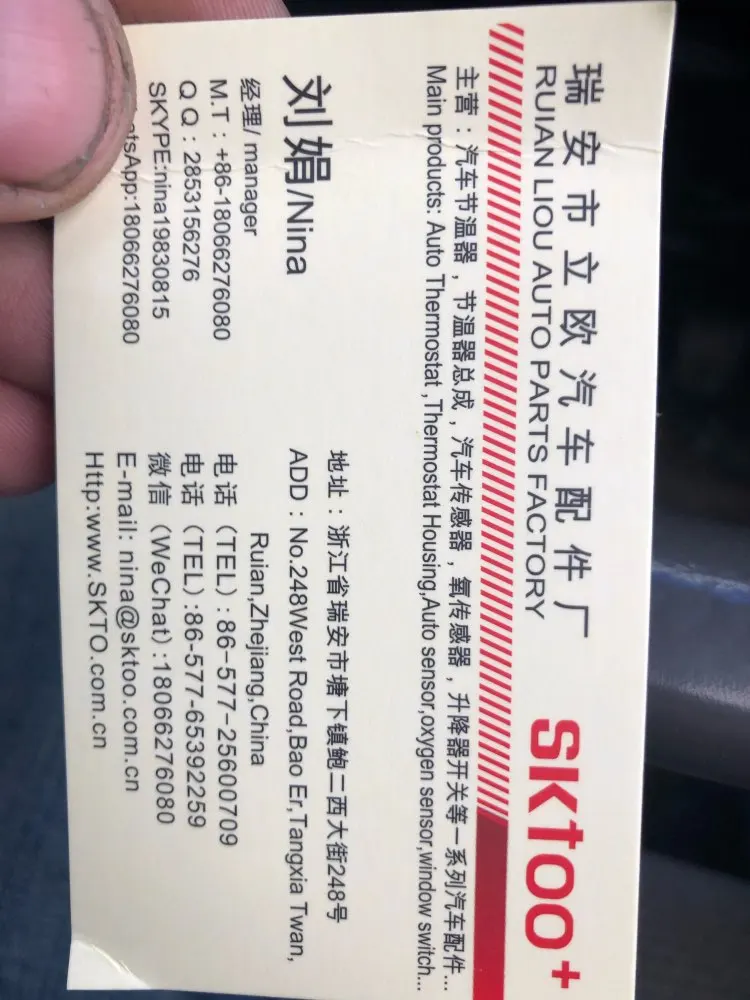 瑞安市立欧汽车配件厂
RUIAN LIOU AUTO PARTS FACTORY
sktoo+
主营：汽车节温器，节温器总成，汽车传感器，氧传感器，升降器开关等一系列汽车配件...
Main products: Auto Thermostat ,Thermostat Housing,Auto sensor,oxygen sensor,window switch...
刘娟/Nina
经理/ manager
M.T：+86-18066276080
QQ：2853156276
SKYPE:nina19830815
atsApp:18066276080
地址：浙江省瑞安市塘下镇鲍二西大街248号
ADD：No.248West Road,Bao Er,Tangxia Twan,
Ruian,Zhejiang,China
电话（TEL）: 86-577-25600709
电话（TEL）:86-577-65392259
微信（WeChat）:18066276080
E-mail: nina@sktoo.com.cn
Http:www.SKTO.com.cn